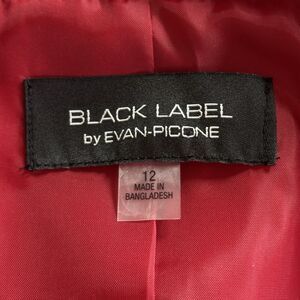 BLACK LABEL
by EVAN-PICONE
12
MADE IN
BANGLADESH